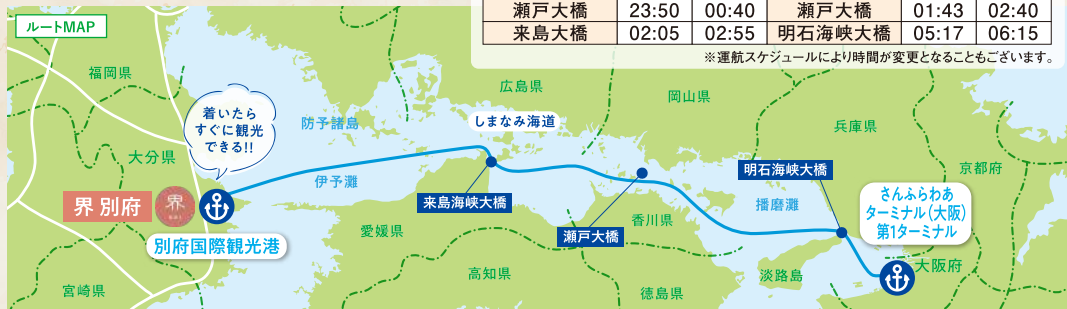 瀬戸大橋 23:50 00:40 瀬戸大橋 01:43 02:40
来島大橋 02:05 02:55 明石海峡大橋 05:17 06:15
※運航スケジュールにより時間が変更となることもございます。
ルートMAP
福岡県
着いたら
すぐに観光
できる!!
大分県
界 別府
界
別府国際観光港
宮崎県
防予諸島
伊予灘
広島県
しまなみ海道
岡山県
兵庫県
京都府
来島海峡大橋
瀬戸大橋
明石海峡大橋
播磨灘
さんふらわあ
ターミナル(大阪)
第1ターミナル
大阪府
愛媛県
香川県
高知県
徳島県
淡路島